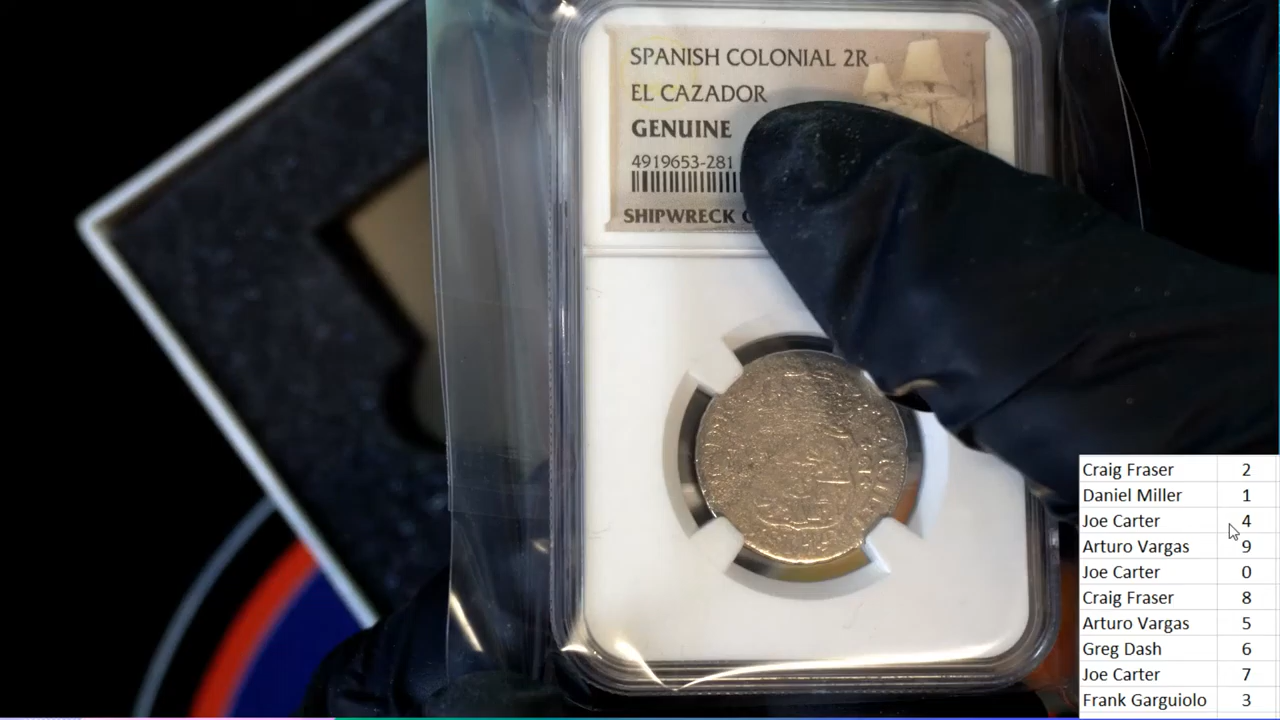 SPANISH COLONIAL 2R
EL CAZADOR
GENUINE
4919653-281
SHIPWRECK
Craig Fraser 2
Daniel Miller 1
Joe Carter 4
Arturo Vargas 9
Joe Carter 0
Craig Fraser 8
Arturo Vargas 5
Greg Dash 6
Joe Carter 7
Frank Garguiolo 3